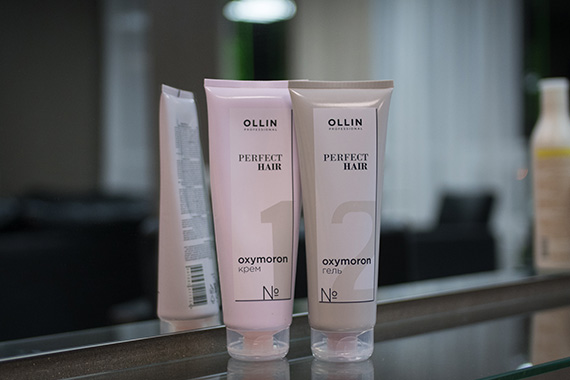 OLLIN
PROFESSIONAL
PERFECT
HAIR
1
oxymoron
крем
№
OLLIN
PROFESSIONAL
PERFECT
HAIR
2
oxymoron
гель
№